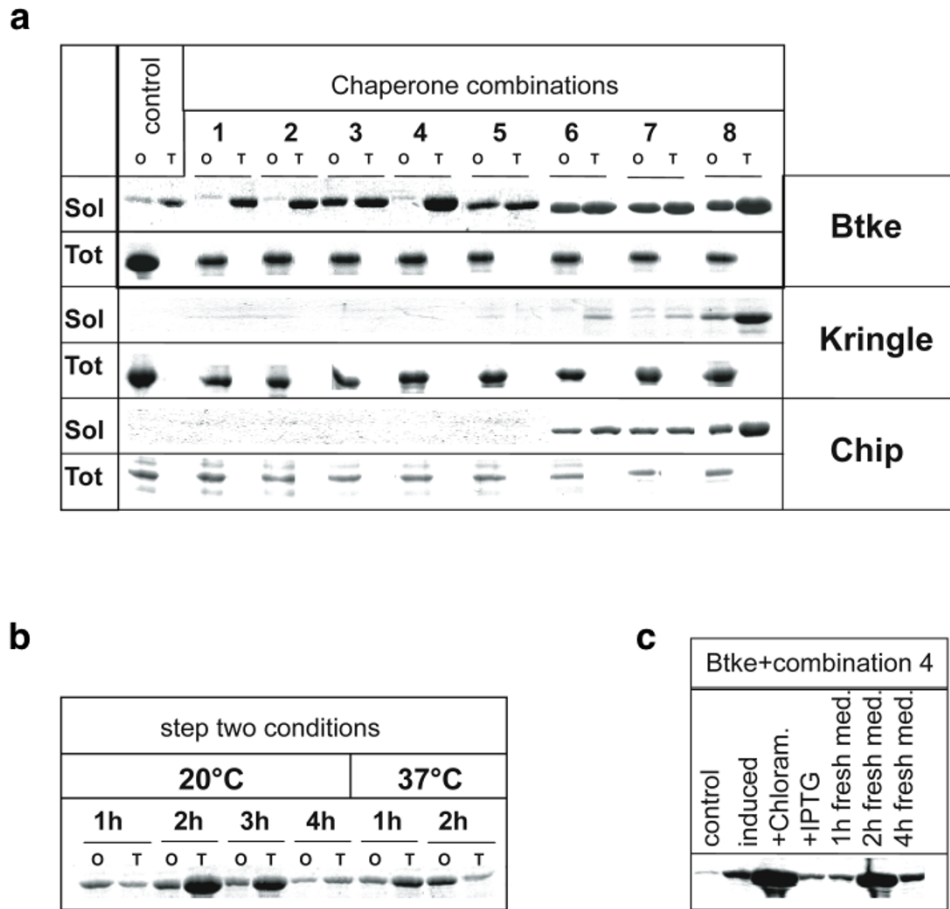 a
control
Chaperone combinations
1 2 3 4 5 6 7 8
O T O T O T O T O T O T O T O T O T
Sol
Btke
Tot
Sol
Kringle
Tot
Sol
Chip
Tot
b
step two conditions
20°C 37°C
1h 2h 3h 4h 1h 2h
O T O T O T O T O T O T
c
Btke+combination 4
control
induced
+Chloram.
+IPTG
1h fresh med.
2h fresh med.
4h fresh med.